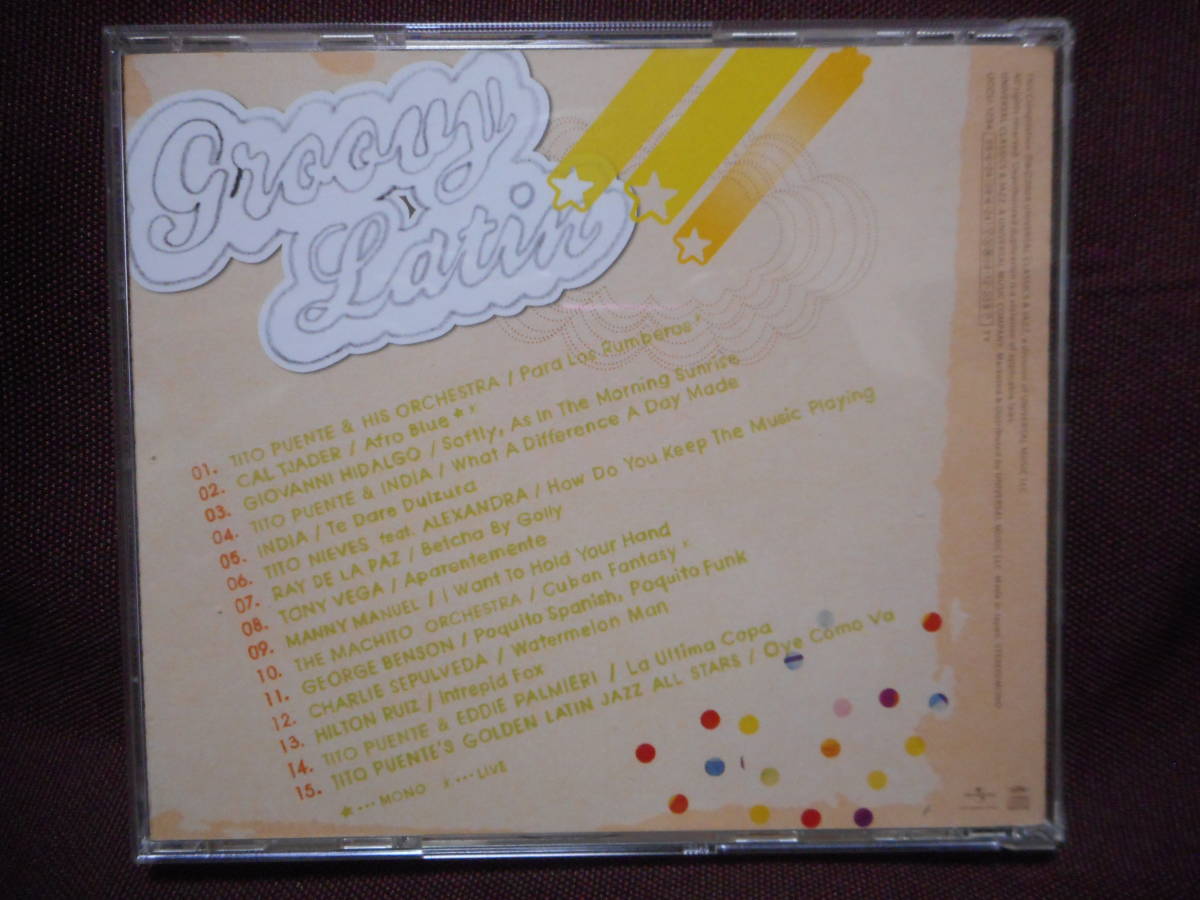 Groovy
Latin
01. TITO PUENTE & HIS ORCHESTRA / Para Los Rumberos
02. CAL TJADER / Afro Blue ★
03. GIOVANNI HIDALGO / Softly, As In The Morning Sunrise
04. TITO PUENTE & INDIA / What A Difference A Day Made
05. INDIA / Te Dare Dulzura
06. TITO NIEVES feat. ALEXANDRA / How Do You Keep The Music Playing
07. RAY DE LA PAZ / Betcha By Golly
08. TONY VEGA / Aparentemente
09. MANNY MANUEL / I Want To Hold Your Hand
10. THE MACHITO ORCHESTRA / Cuban Fantasy
11. GEORGE BENSON / Poquito Spanish, Poquito Funk
12. CHARLIE SEPULVEDA / Watermelon Man
13. HILTON RUIZ / Intrepid Fox
14. TITO PUENTE & EDDIE PALMIERI / La Ultima Copa
15. TITO PUENTE'S GOLDEN LATIN JAZZ ALL STARS / Oye Como Va
★ ••• MONO ••• LIVE